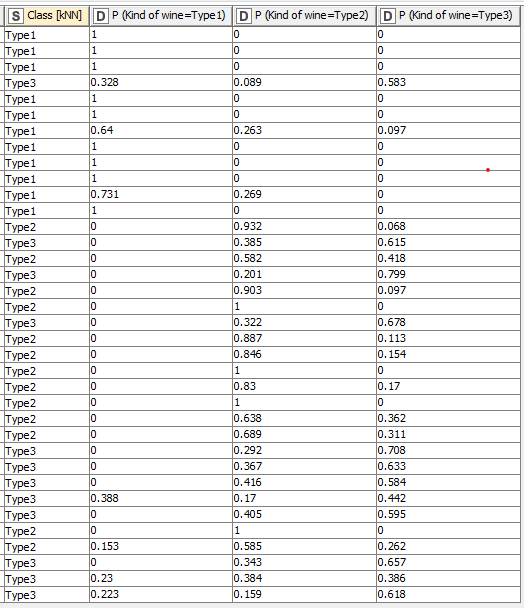 S Class [kNN] D P (Kind of wine=Type1) D P (Kind of wine=Type2) D P (Kind of wine=Type3)
Type1 1 0 0
Type1 1 0 0
Type1 1 0 0
Type3 0.328 0.089 0.583
Type1 1 0 0
Type1 1 0 0
Type1 0.64 0.263 0.097
Type1 1 0 0
Type1 1 0 0
Type1 1 0 0
Type1 0.731 0.269 0
Type1 1 0 0
Type2 0 0.932 0.068
Type3 0 0.385 0.615
Type2 0 0.582 0.418
Type3 0 0.201 0.799
Type2 0 0.903 0.097
Type2 0 1 0
Type3 0 0.322 0.678
Type2 0 0.887 0.113
Type2 0 0.846 0.154
Type2 0 1 0
Type2 0 0.83 0.17
Type2 0 1 0
Type2 0 0.638 0.362
Type2 0 0.689 0.311
Type3 0 0.292 0.708
Type3 0 0.367 0.633
Type3 0 0.416 0.584
Type3 0.388 0.17 0.442
Type3 0 0.405 0.595
Type2 0 1 0
Type2 0.153 0.585 0.262
Type3 0 0.343 0.657
Type3 0.23 0.384 0.386
Type3 0.223 0.159 0.618